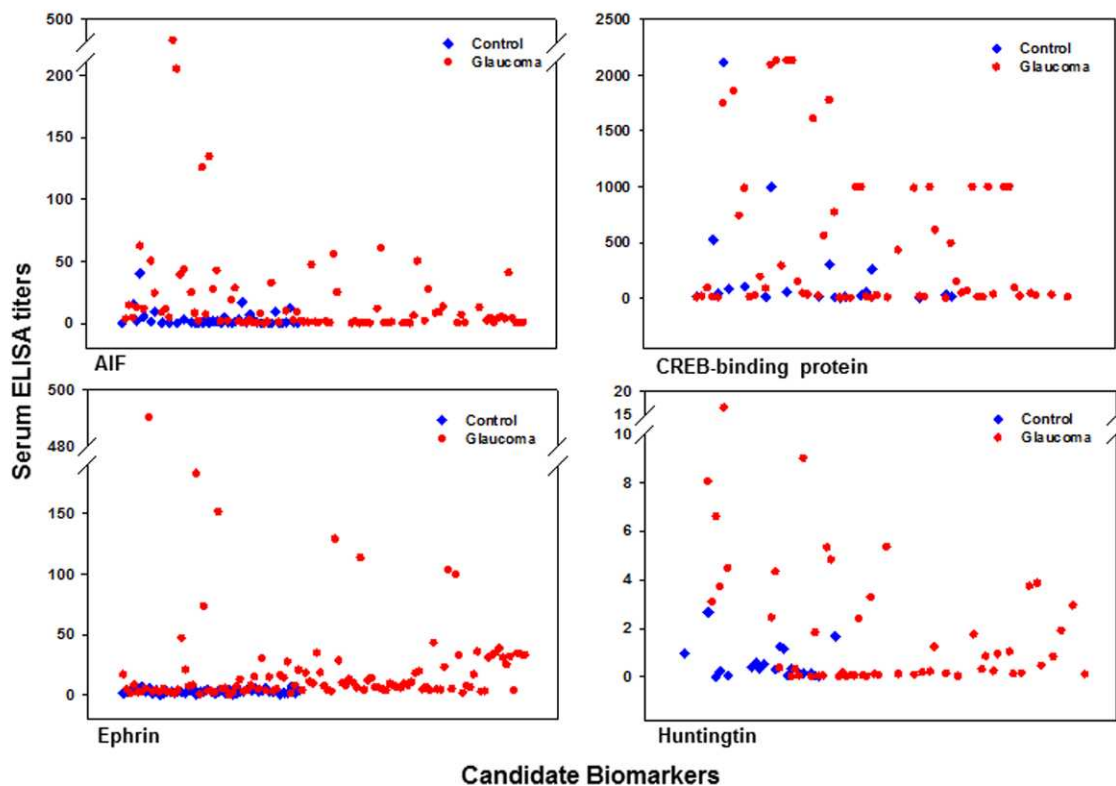 Serum ELISA titers
500
200
150
100
50
0
Control
Glaucoma
AIF
2500
2000
1500
1000
500
0
Control
Glaucoma
CREB-binding protein
500
480
150
100
50
0
Control
Glaucoma
Ephrin
20
15
10
8
6
4
2
0
Control
Glaucoma
Huntingtin
Candidate Biomarkers